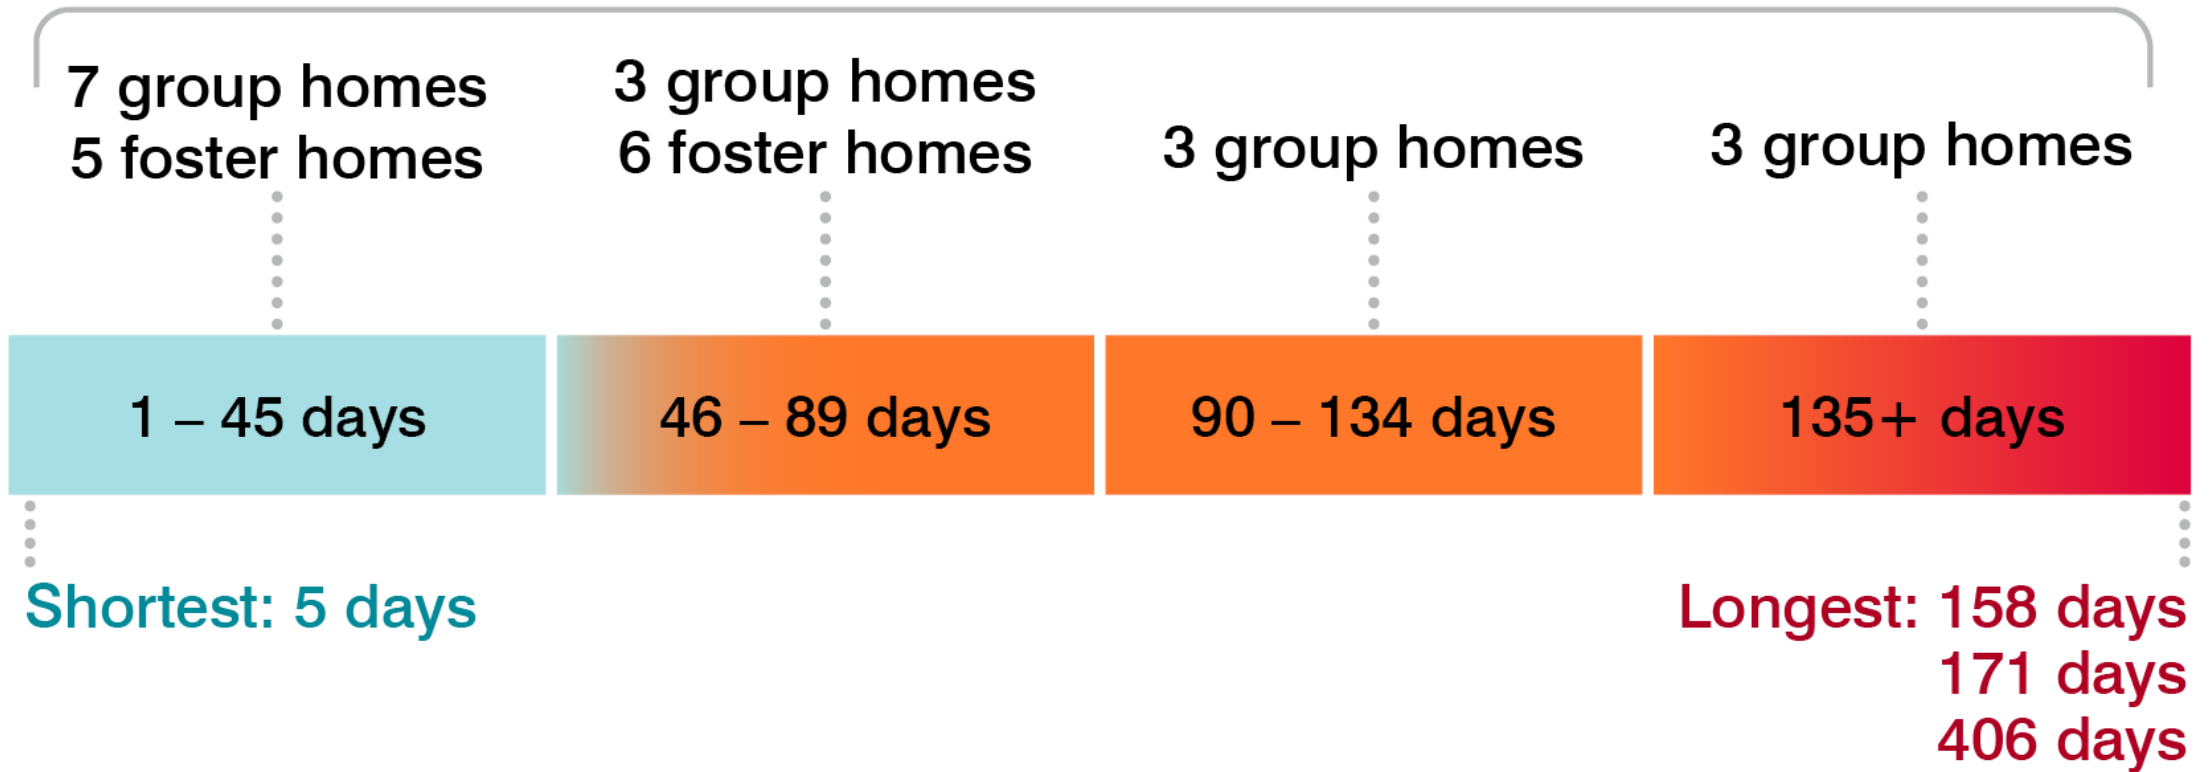 7 group homes
5 foster homes
3 group homes
6 foster homes
3 group homes
3 group homes
1 – 45 days
46 – 89 days
90 – 134 days
135+ days
Shortest: 5 days
Longest: 158 days
171 days
406 days